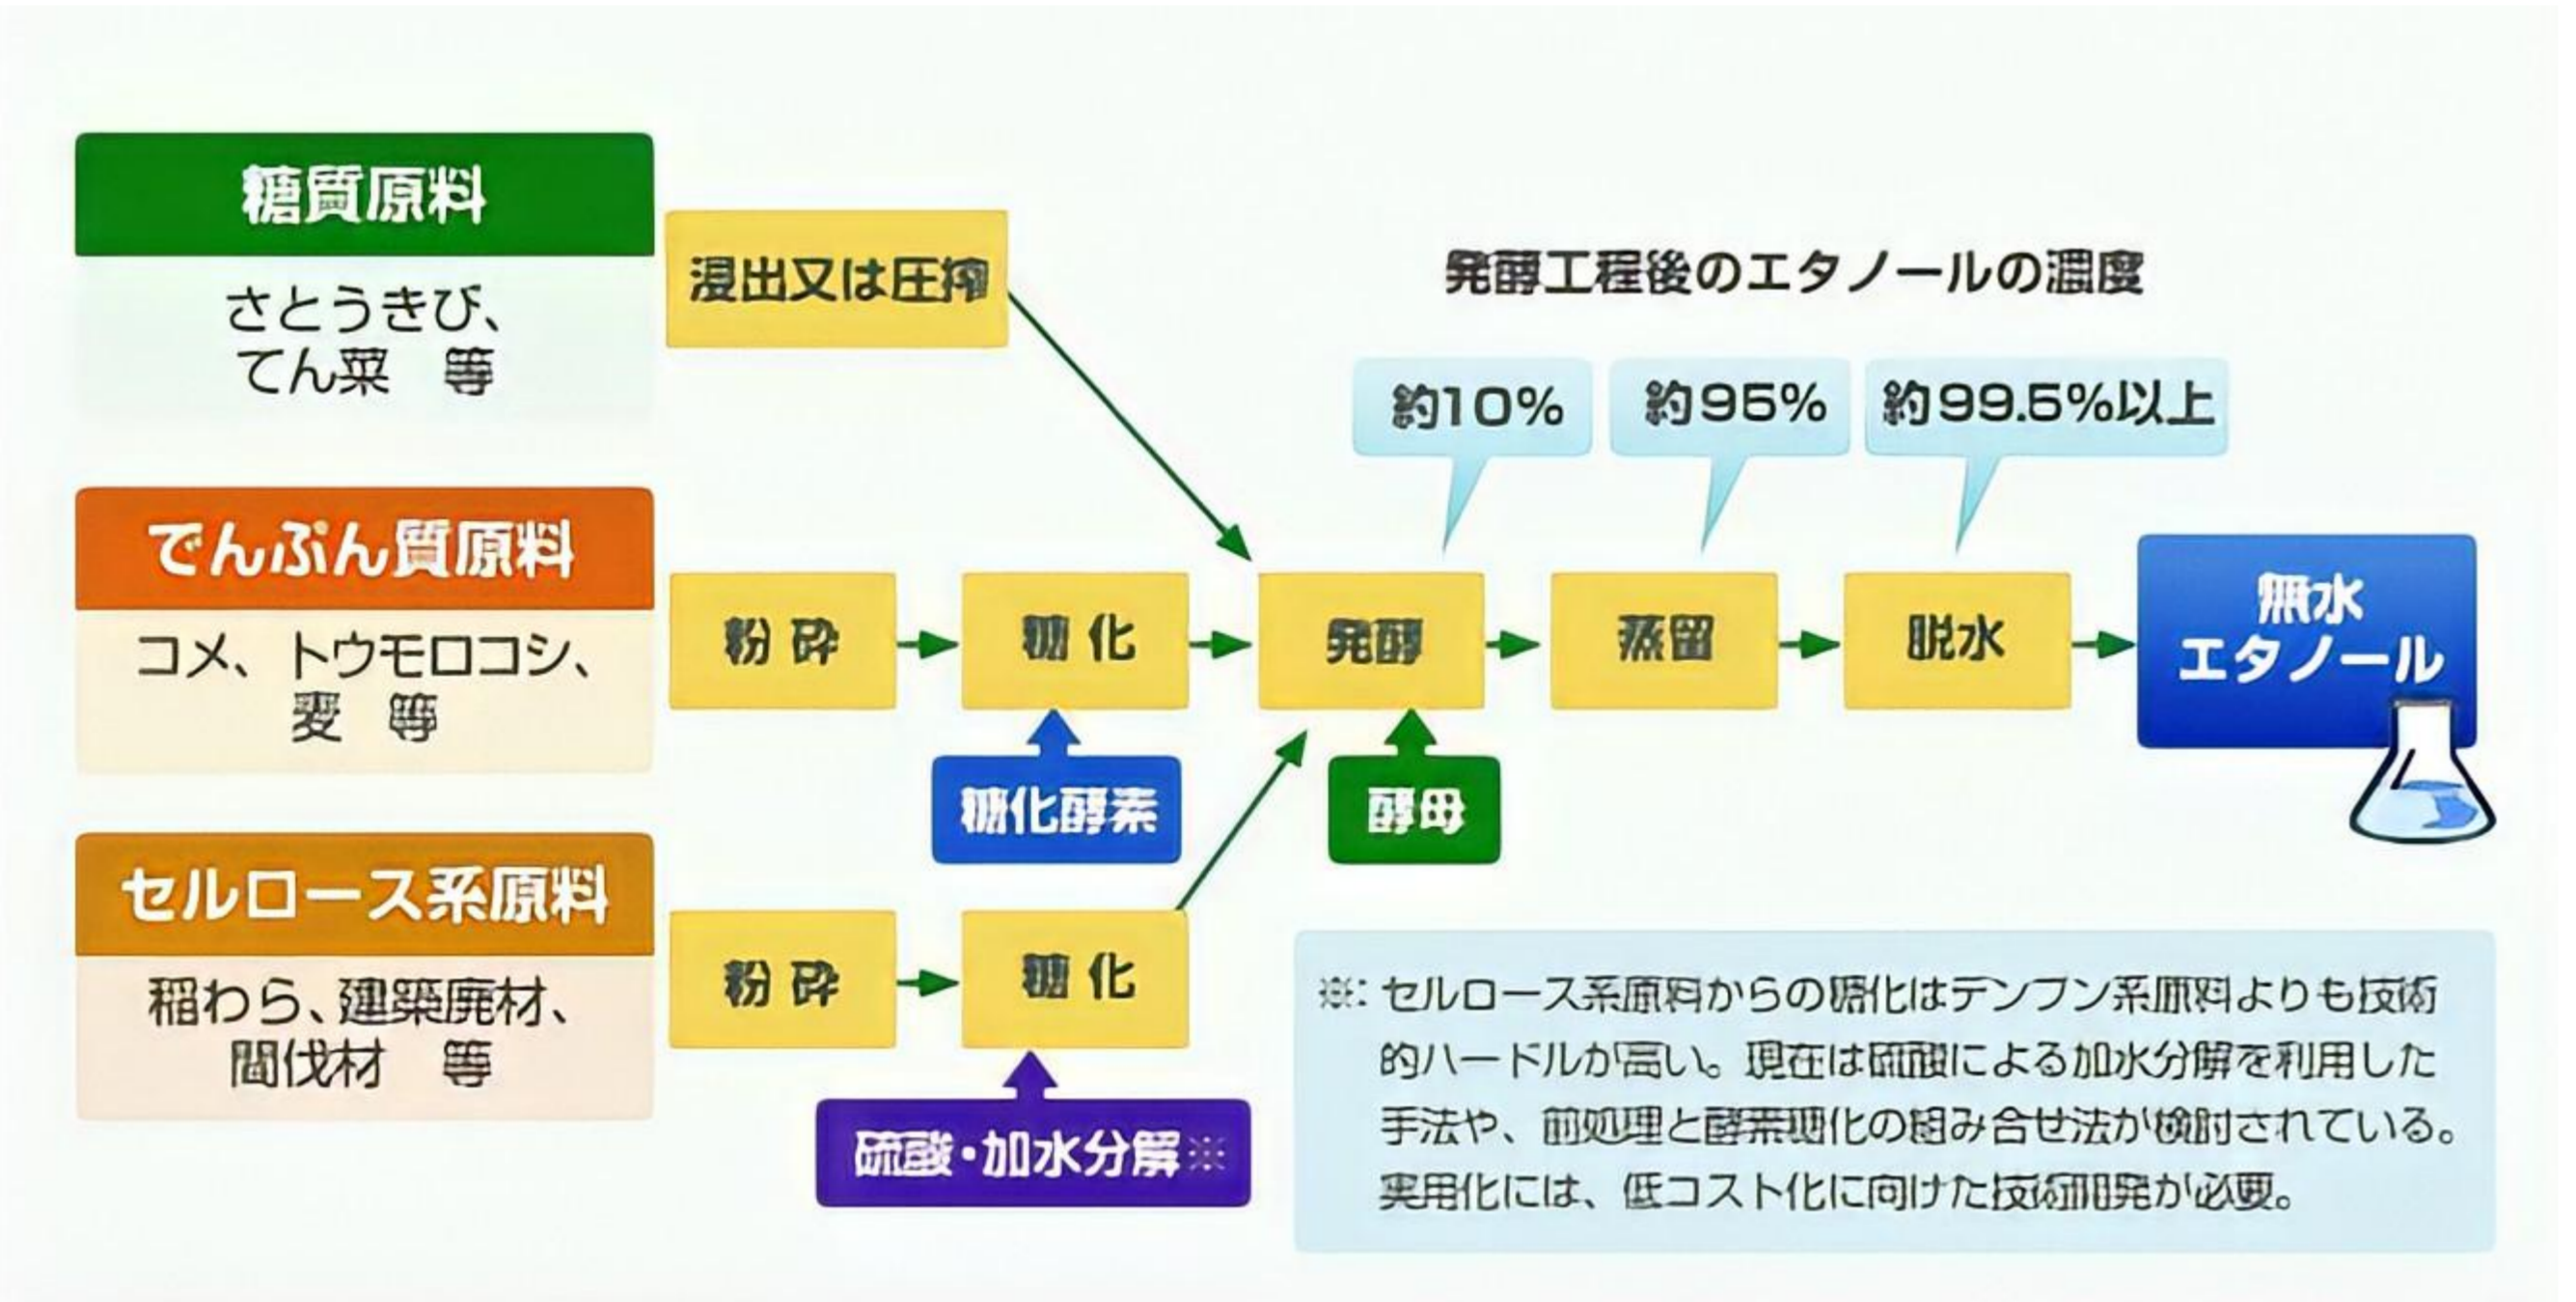 糖質原料
さとうきび、
てん菜　等
浸出又は圧搾
発酵工程後のエタノールの濃度
約10%
約95%
約99.5%以上
でんぷん質原料
コメ、トウモロコシ、
麦　等
粉 砕
糖 化
発酵
蒸留
脱水
無水
エタノール
糖化酵素
酵母
セルロース系原料
稲わら、建築廃材、
間伐材　等
粉 砕
糖 化
硫酸・加水分解※
※: セルロース系原料からの糖化はデンプン系原料よりも技術
的ハードルが高い。現在は硫酸による加水分解を利用した
手法や、前処理と酵素糖化の組み合せ法が検討されている。
実用化には、低コスト化に向けた技術開発が必要。